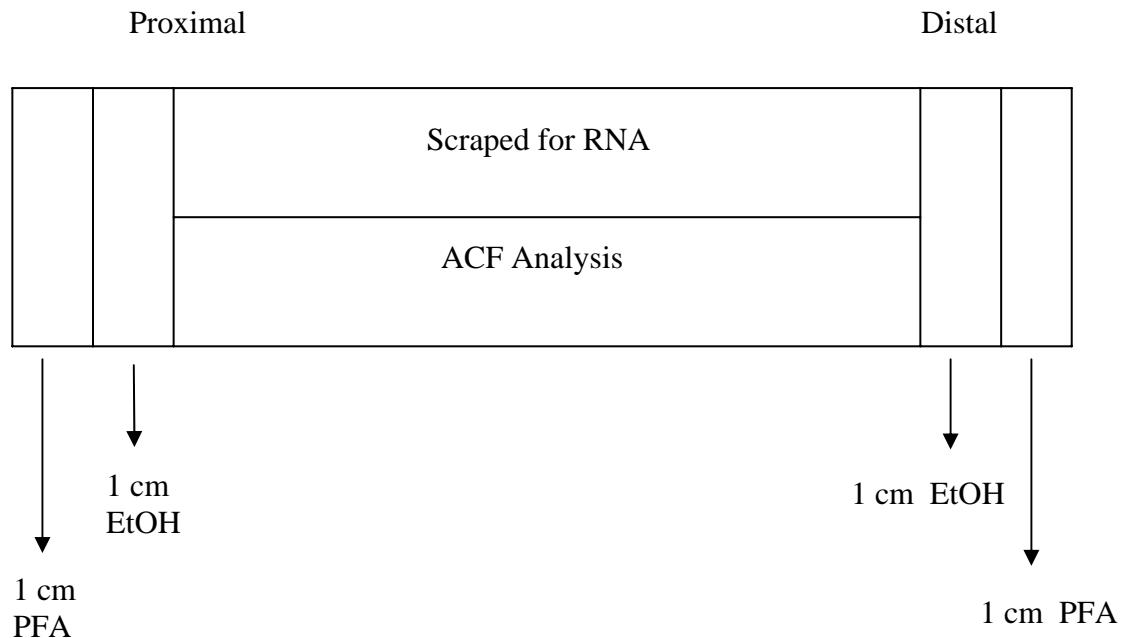 Proximal
Distal
Scraped for RNA
ACF Analysis
1 cm
EtOH
1 cm EtOH
1 cm
PFA
1 cm PFA